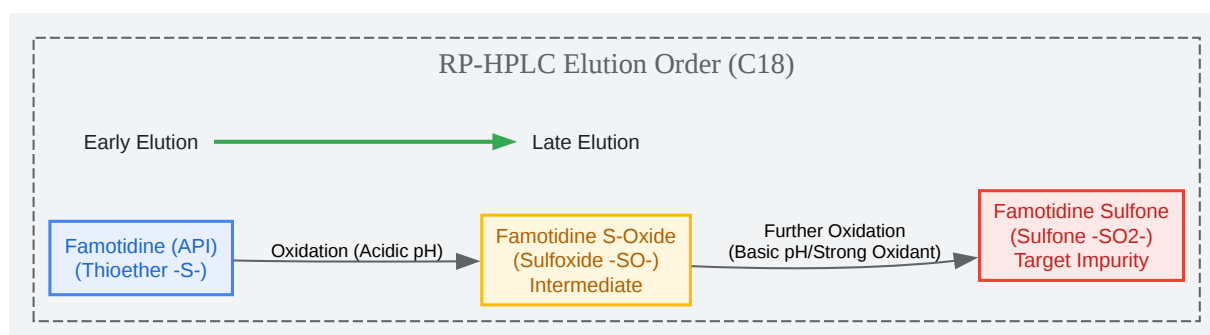 RP-HPLC Elution Order (C18)
Early Elution
Late Elution
Famotidine (API)
(Thioether -S-)
Oxidation (Acidic pH)
Famotidine S-Oxide
(Sulfoxide -SO-)
Intermediate
Further Oxidation
(Basic pH/Strong Oxidant)
Famotidine Sulfone
(Sulfone -SO2-)
Target Impurity